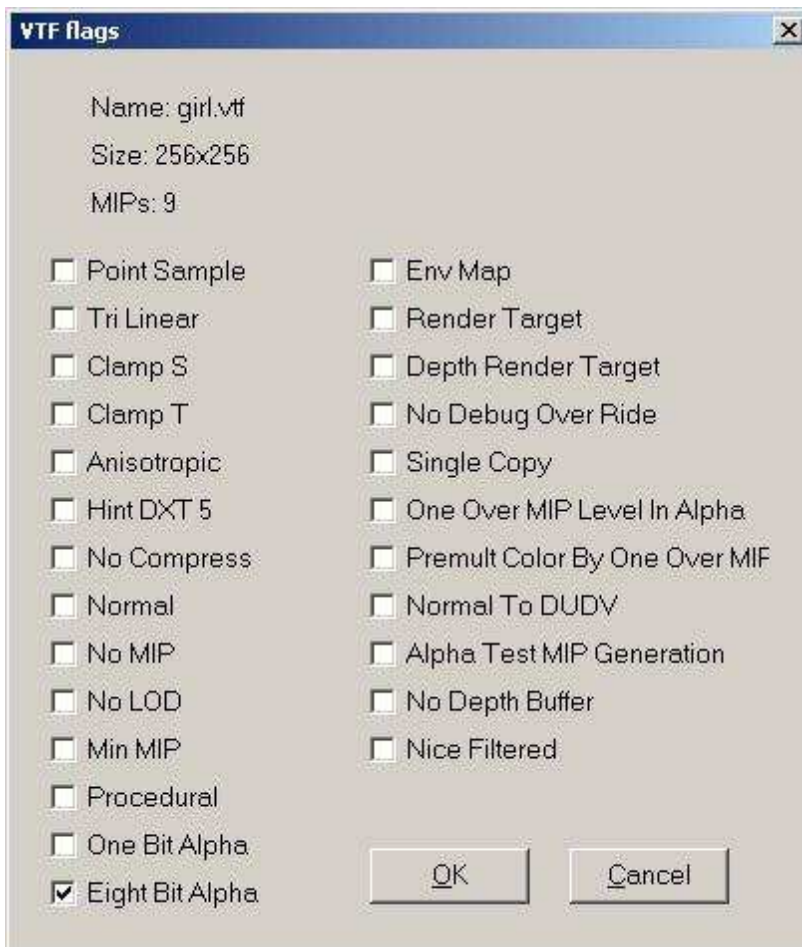 VTF flags
Name: girl.vtf
Size: 256x256
MIPs: 9
Point Sample
Tri Linear
Clamp S
Clamp T
Anisotropic
Hint DXT 5
No Compress
Normal
No MIP
No LOD
Min MIP
Procedural
One Bit Alpha
Eight Bit Alpha
Env Map
Render Target
Depth Render Target
No Debug Over Ride
Single Copy
One Over MIP Level In Alpha
Premult Color By One Over MIP
Normal To DUDV
Alpha Test MIP Generation
No Depth Buffer
Nice Filtered
OK
Cancel